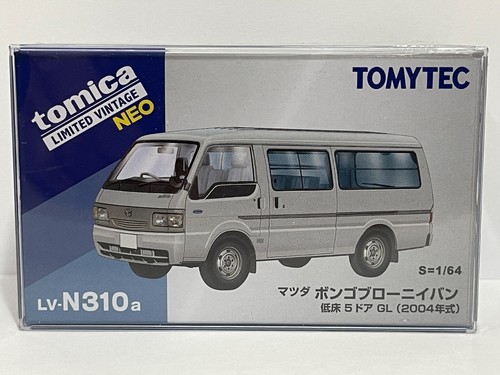 tomica
LIMITED VINTAGE
NEO
TOMYTEC
S=1/64
LV-N310a
マツダ ボンゴブローニイバン
低床 5ドア GL (2004年式)